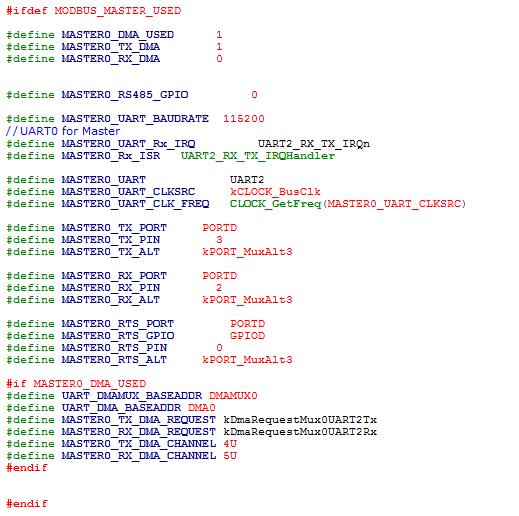 #ifdef MODBUS_MASTER_USED
#define MASTER0_DMA_USED 1
#define MASTER0_TX_DMA 1
#define MASTER0_RX_DMA 0
#define MASTER0_RS485_GPIO 0
#define MASTER0_UART_BAUDRATE 115200
//UART0 for Master
#define MASTER0_UART_Rx_IRQ UART2_RX_TX_IRQn
#define MASTER0_Rx_ISR UART2_RX_TX_IRQHandler
#define MASTER0_UART UART2
#define MASTER0_UART_CLKSRC kCLOCK_BusClk
#define MASTER0_UART_CLK_FREQ CLOCK_GetFreq(MASTER0_UART_CLKSRC)
#define MASTER0_TX_PORT PORTD
#define MASTER0_TX_PIN 3
#define MASTER0_TX_ALT kPORT_MuxAlt3
#define MASTER0_RX_PORT PORTD
#define MASTER0_RX_PIN 2
#define MASTER0_RX_ALT kPORT_MuxAlt3
#define MASTER0_RTS_PORT PORTD
#define MASTER0_RTS_GPIO GPIOD
#define MASTER0_RTS_PIN 0
#define MASTER0_RTS_ALT kPORT_MuxAlt3
#if MASTER0_DMA_USED
#define UART_DMAMUX_BASEADDR DMAMUX0
#define UART_DMA_BASEADDR DMA0
#define MASTER0_TX_DMA_REQUEST kDmaRequestMux0UART2Tx
#define MASTER0_RX_DMA_REQUEST kDmaRequestMux0UART2Rx
#define MASTER0_TX_DMA_CHANNEL 4U
#define MASTER0_RX_DMA_CHANNEL 5U
#endif
#endif